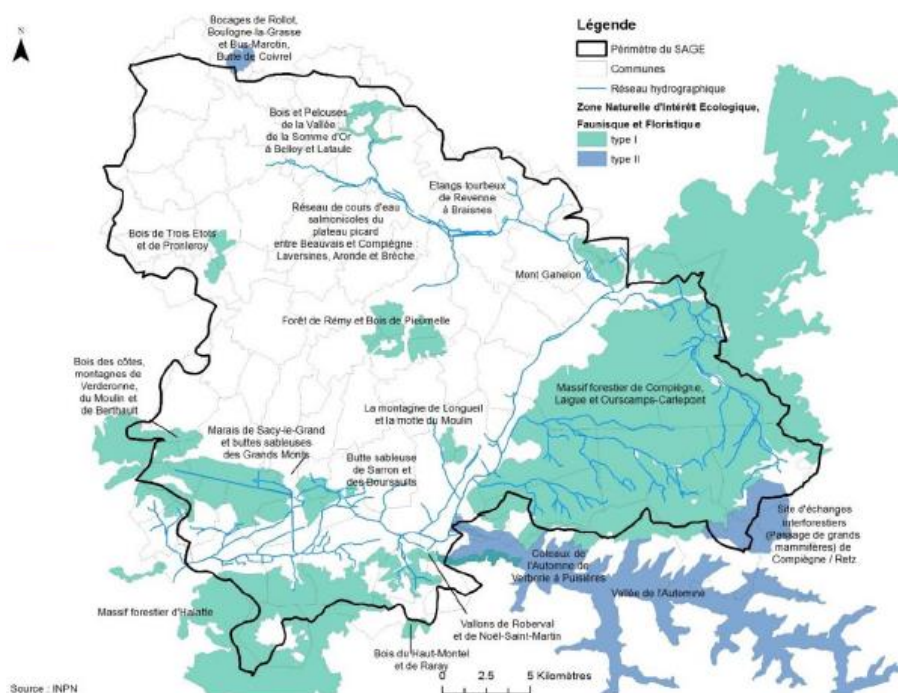 N
Bocages de Rollot,
Boulogne-la-Grasse
et Bus-Marotin,
Butte de Coivrel
Légende
Périmètre du SAGE
Communes
Réseau hydrographique
Zone Naturelle d'Intérêt Ecologique,
Faunisque et Floristique
type I
type II
Bois et Pelouses
de la Vallée
de la Somme d'Or
à Belloy et Lataule
Etangs tourbeux
de Revenne
à Braisnes
Réseau de cours d'eau
salmonicoles du
plateau picard
entre Beauvais et Compiègne :
Laversines, Aronde et Brèche.
Bois de Trois Etots
et de Pronleroy
Mont Ganelon
Forêt de Rémy et Bois de Pieumelle
Bois des côtes,
montagnes de
Verderonne,
du Moulin et
de Berthault
Massif forestier de Compiègne,
Laigue et Ourscamps-Carlepont
La montagne de Longueil
et la motte du Moulin
Marais de Sacy-le-Grand
et buttes sableuses
des Grands Monts
Butte sableuse
de Sarron et
des Boursaults
Site d'échanges
interforestiers
(Passage de grands
mammifères) de
Compiègne / Retz
Coteaux de
l'Automne de
Verberie à Puisières
Vallée de l'Automne
Massif forestier d'Halatte
Vallons de Roberval
et de Noël-Saint-Martin
Bois du Haut-Montel
et de Raray
0 2,5 5 Kilomètres
Source : INPN